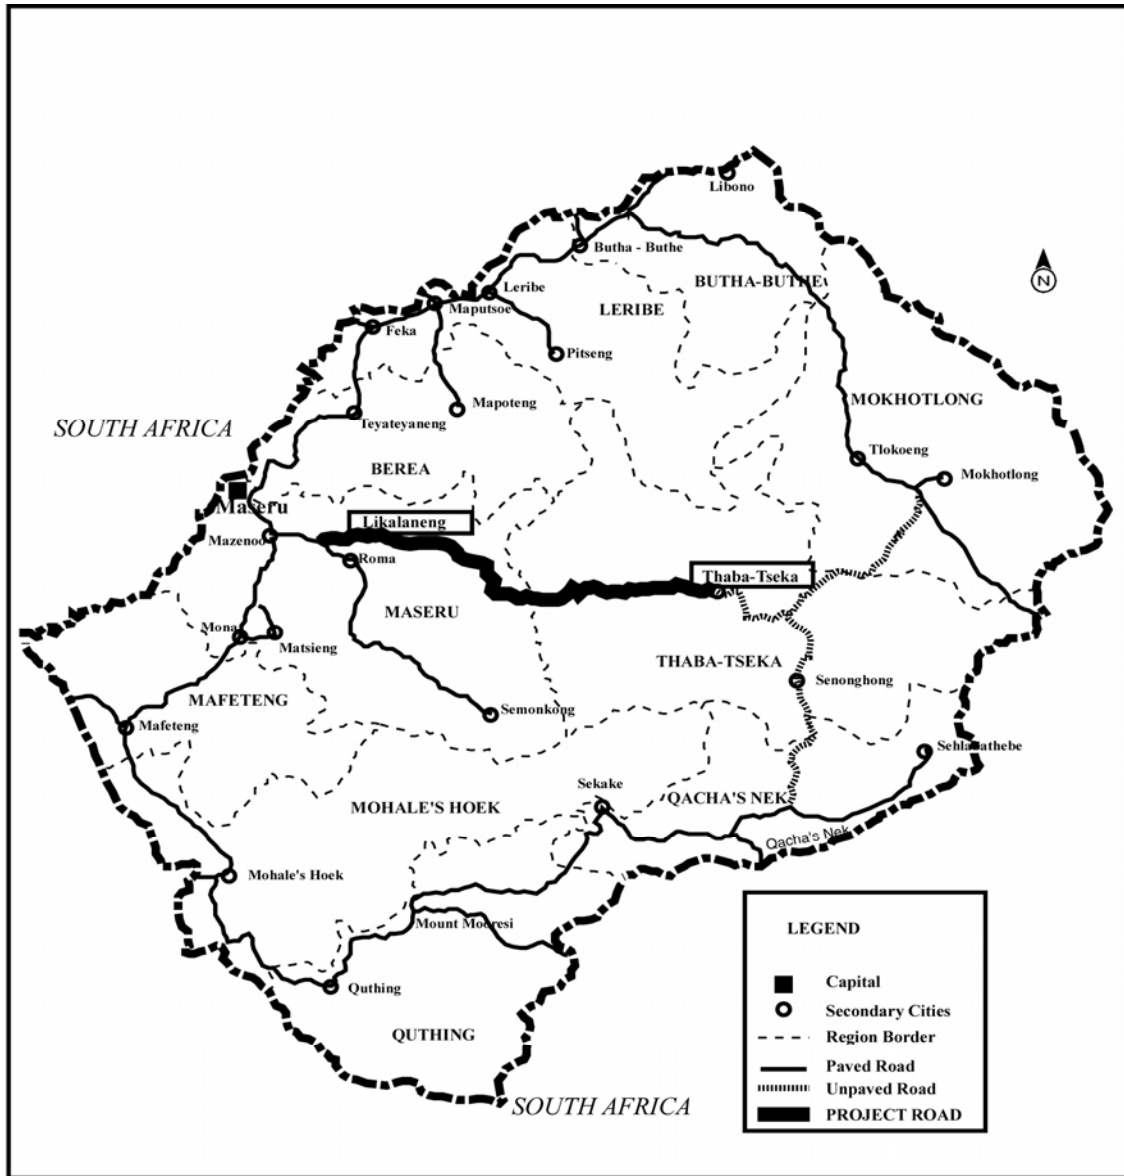 Libono
Butha - Buthe
BUTHA-BUTHE
N
Leribe
Maputsoe
LERIBE
Feka
Pitseng
MOKHOTLONG
Mapoteng
SOUTH AFRICA
Teyateyaneng
Tlokoeng
BEREA
Mokhotlong
Maseru
Likalaneng
Mazenoo
Roma
Thaba-Tseka
MASERU
Mona
Matsieng
THABA-TSEKA
Senonghong
MAFETENG
Semonkong
Mafeteng
Sehlabathebe
Sekake
QACHA'S NEK
MOHALE'S HOEK
Qacha's Nek
Mohale's Hoek
Mount Mooresi
Quthing
QUTHING
SOUTH AFRICA
LEGEND
Capital
Secondary Cities
Region Border
Paved Road
Unpaved Road
PROJECT ROAD